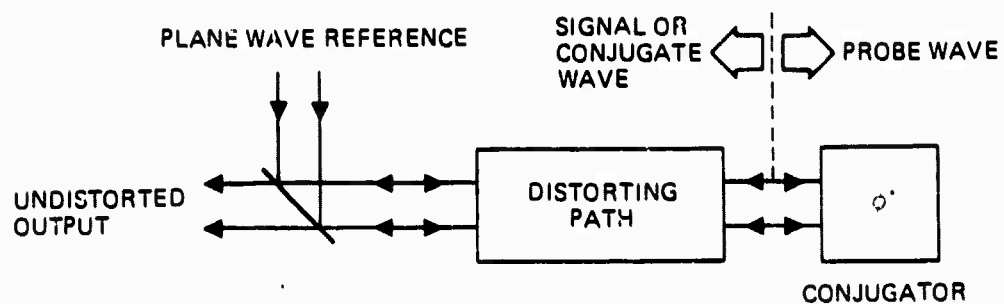 PLANE WAVE REFERENCE
SIGNAL OR
CONJUGATE
WAVE
PROBE WAVE
UNDISTORTED
OUTPUT
DISTORTING
PATH
φ*
CONJUGATOR